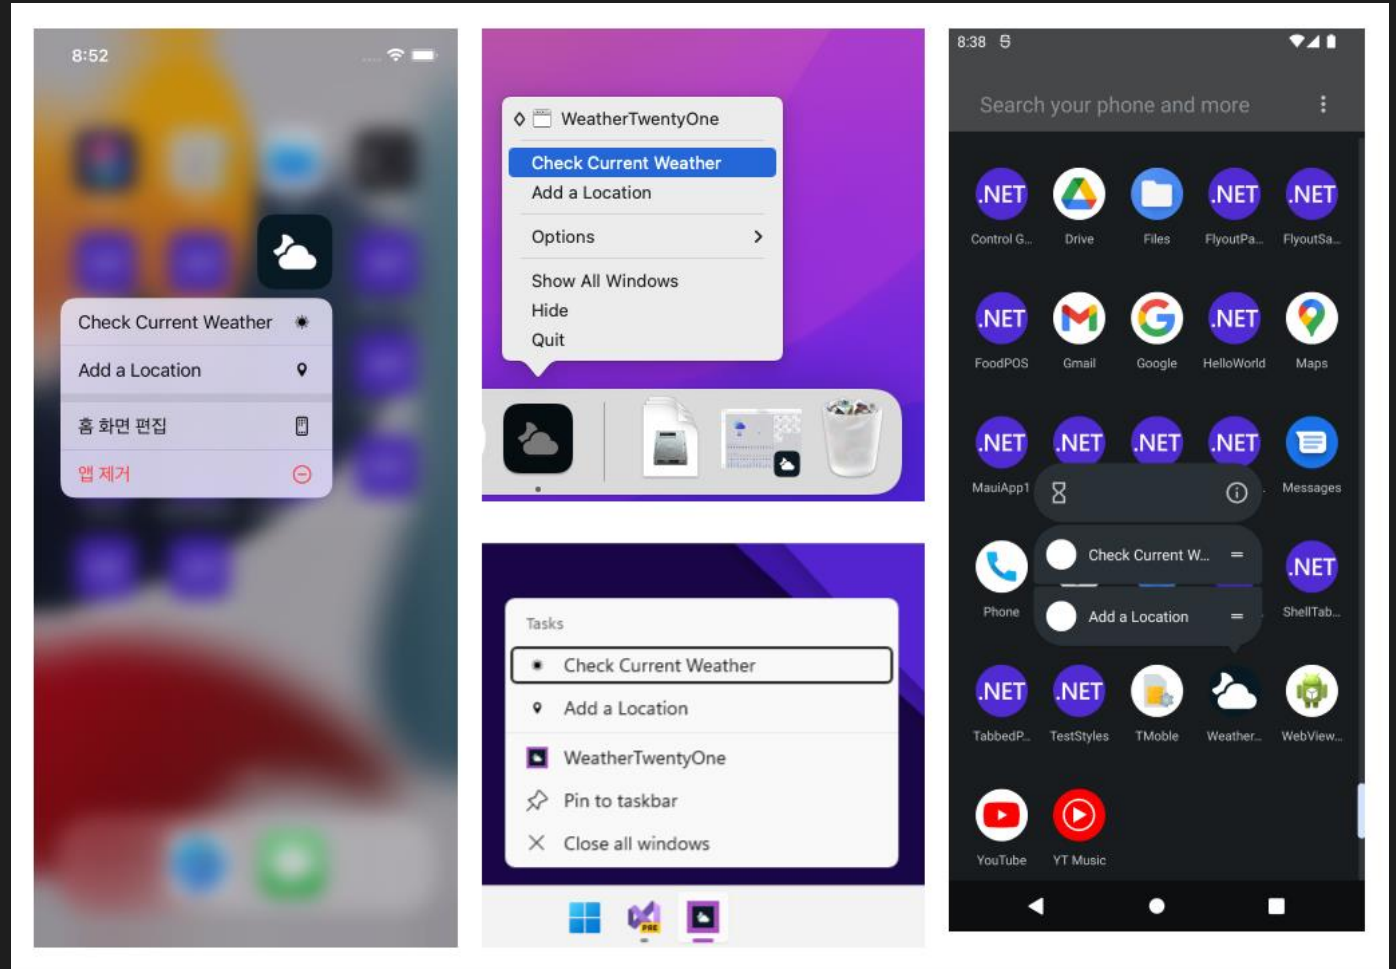 8:52
Check Current Weather
Add a Location
홈 화면 편집
앱 제거
WeatherTwentyOne
Check Current Weather
Add a Location
Options
Show All Windows
Hide
Quit
Tasks
Check Current Weather
Add a Location
WeatherTwentyOne
Pin to taskbar
Close all windows
PRE
8:38
Search your phone and more
.NET .NET .NET
Control G... Drive Files FlyoutPa... FlyoutSa...
.NET .NET
FoodPOS Gmail Google HelloWorld Maps
.NET .NET .NET .NET
MauiApp1 Messages
Check Current W...
.NET
Add a Location
Phone ShellTab...
.NET .NET
TabbedP... TestStyles TMoble Weather... WebView...
YouTube YT Music